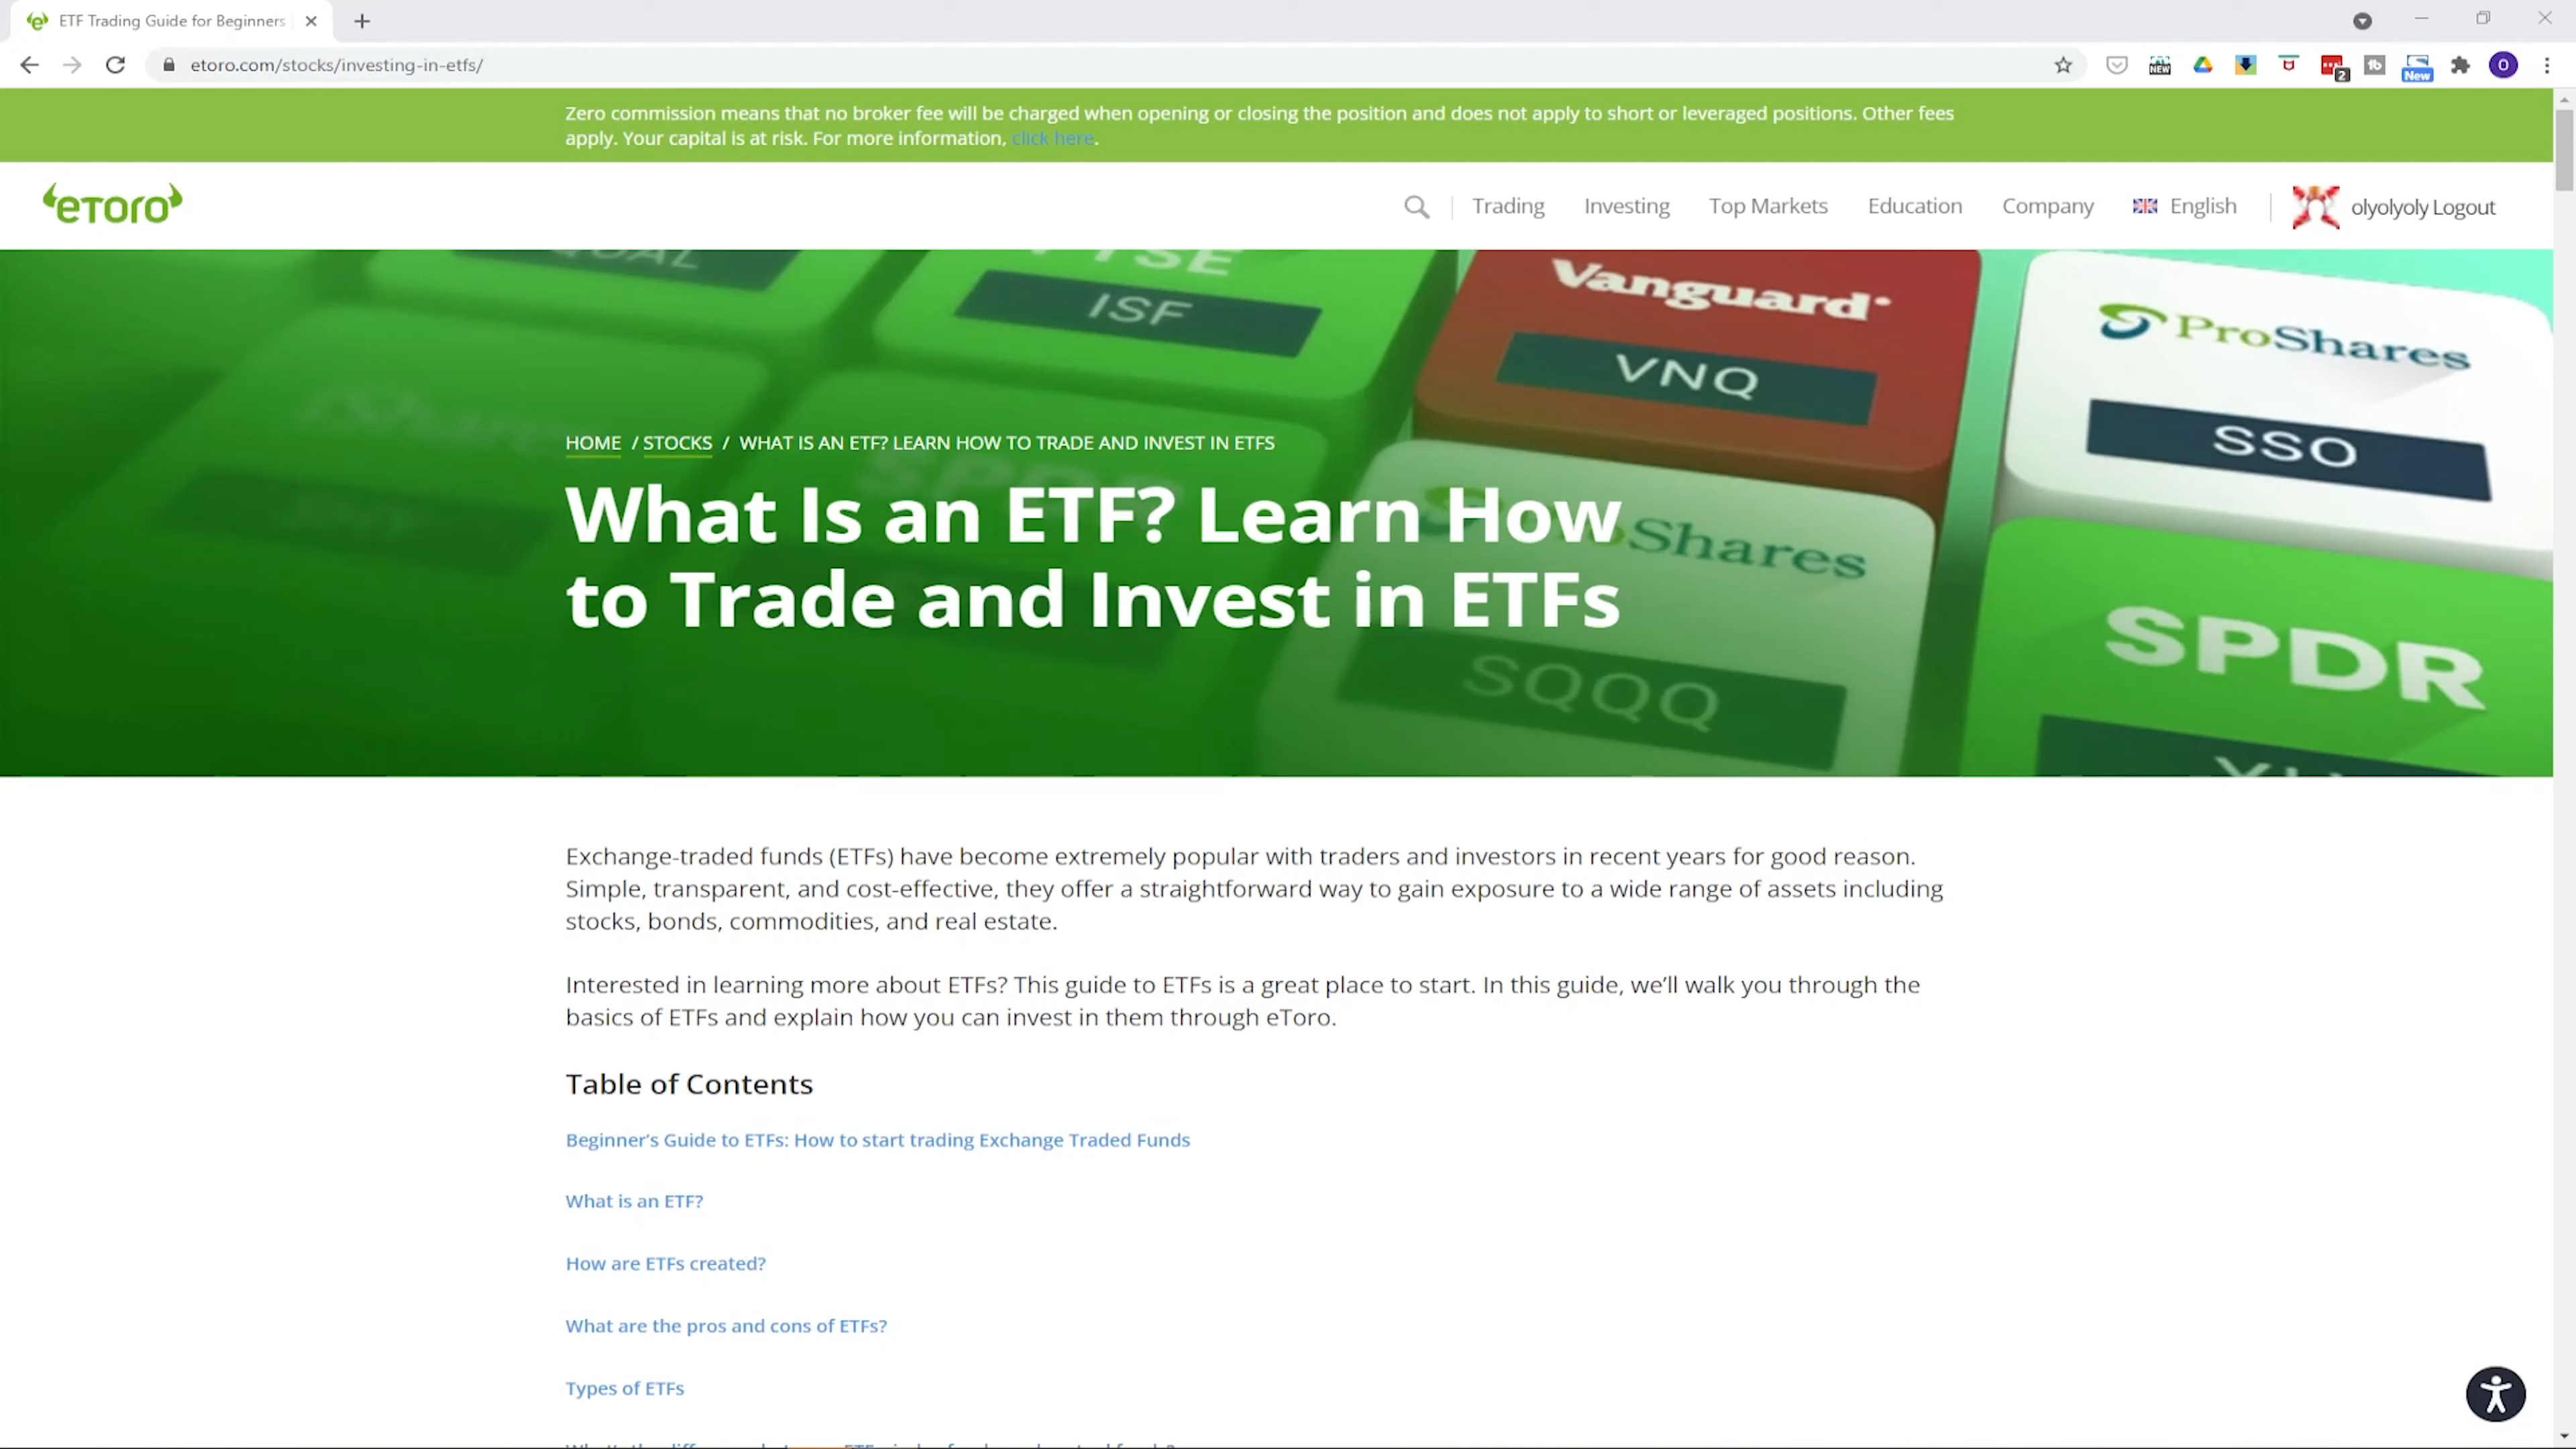 ETF Trading Guide for Beginners
etoro.com/stocks/investing-in-etfs/
NEW
2
New
O
Zero commission means that no broker fee will be charged when opening or closing the position and does not apply to short or leveraged positions. Other fees
apply. Your capital is at risk. For more information, click here.
eToro
Trading
Investing
Top Markets
Education
Company
English
olyolyoly Logout
ISF
Vanguard
VNQ
ProShares
SSO
HOME / STOCKS / WHAT IS AN ETF? LEARN HOW TO TRADE AND INVEST IN ETFS
What Is an ETF? Learn How
to Trade and Invest in ETFs
Shares
SQQQ
SPDR
Exchange-traded funds (ETFs) have become extremely popular with traders and investors in recent years for good reason.
Simple, transparent, and cost-effective, they offer a straightforward way to gain exposure to a wide range of assets including
stocks, bonds, commodities, and real estate.
Interested in learning more about ETFs? This guide to ETFs is a great place to start. In this guide, we'll walk you through the
basics of ETFs and explain how you can invest in them through eToro.
Table of Contents
Beginner's Guide to ETFs: How to start trading Exchange Traded Funds
What is an ETF?
How are ETFs created?
What are the pros and cons of ETFs?
Types of ETFs